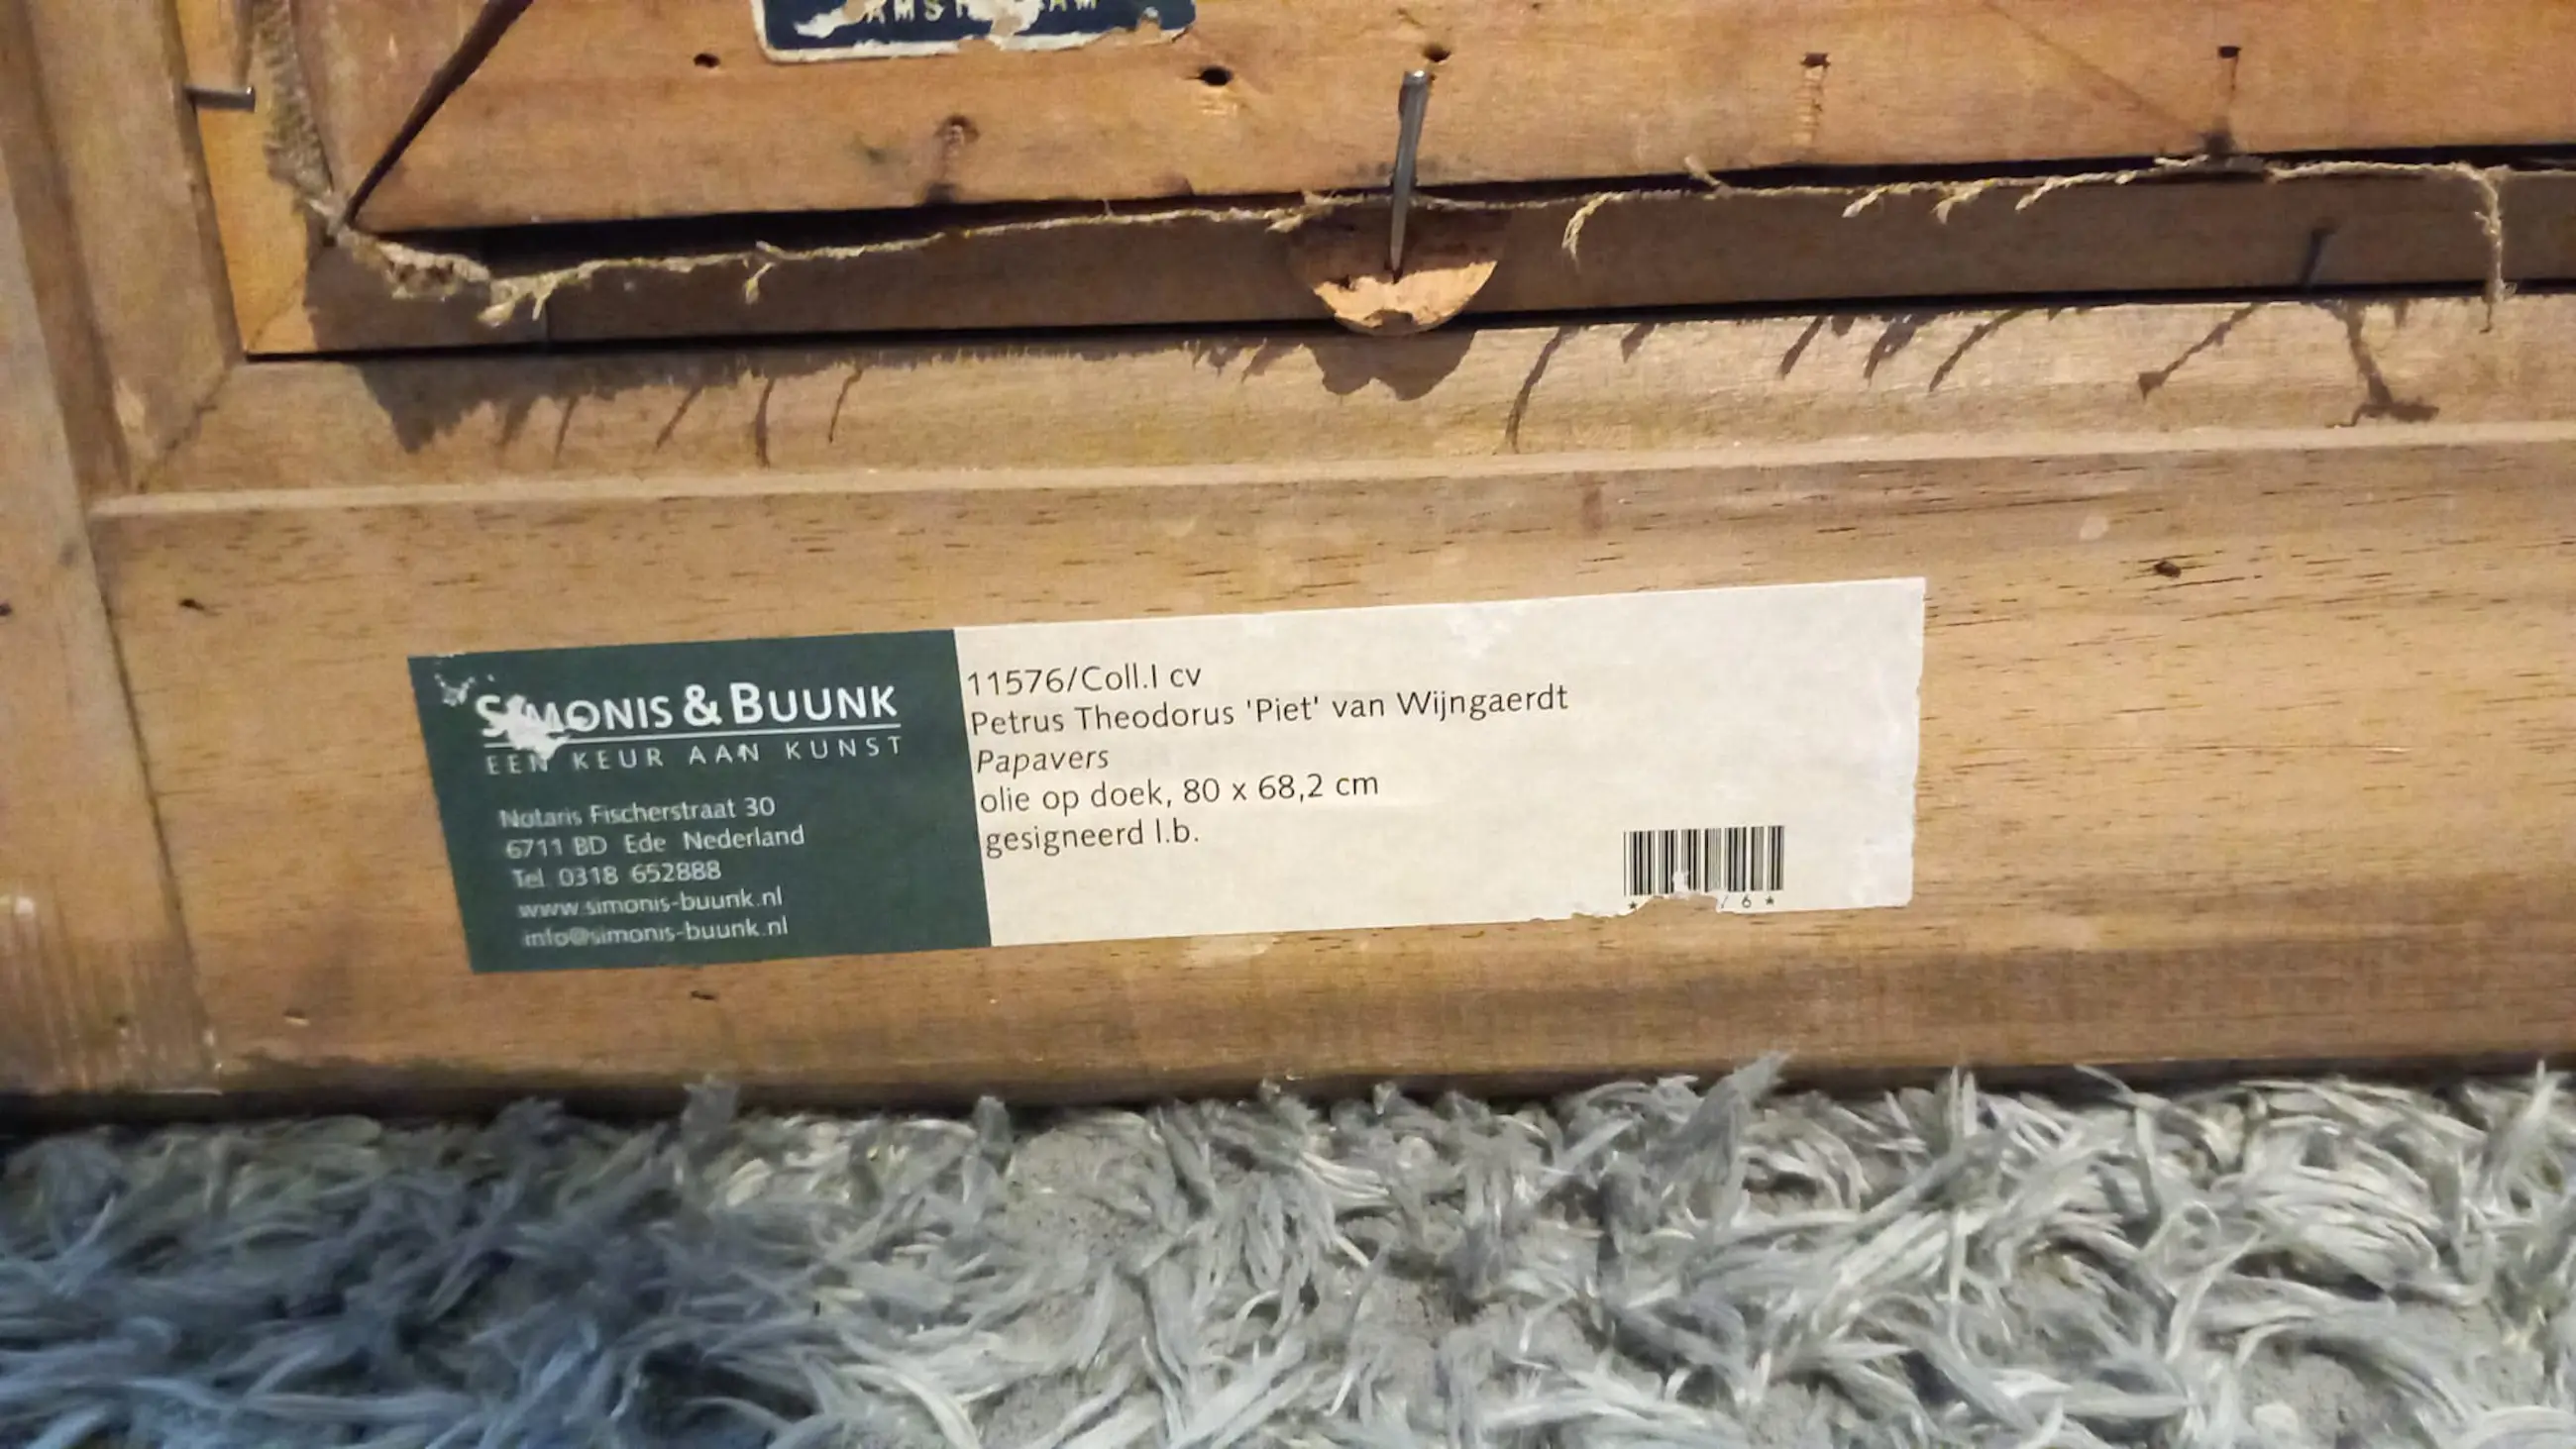 SIMONIS & BUUNK
EEN KEUR AAN KUNST
Notaris Fischerstraat 30
6711 BD Ede Nederland
Tel 0318 652888
www.simonis-buunk.nl
info@simonis-buunk.nl
11576/Coll.I cv
Petrus Theodorus 'Piet' van Wijngaerdt
Papavers
olie op doek, 80 x 68,2 cm
gesigneerd l.b.
6 *